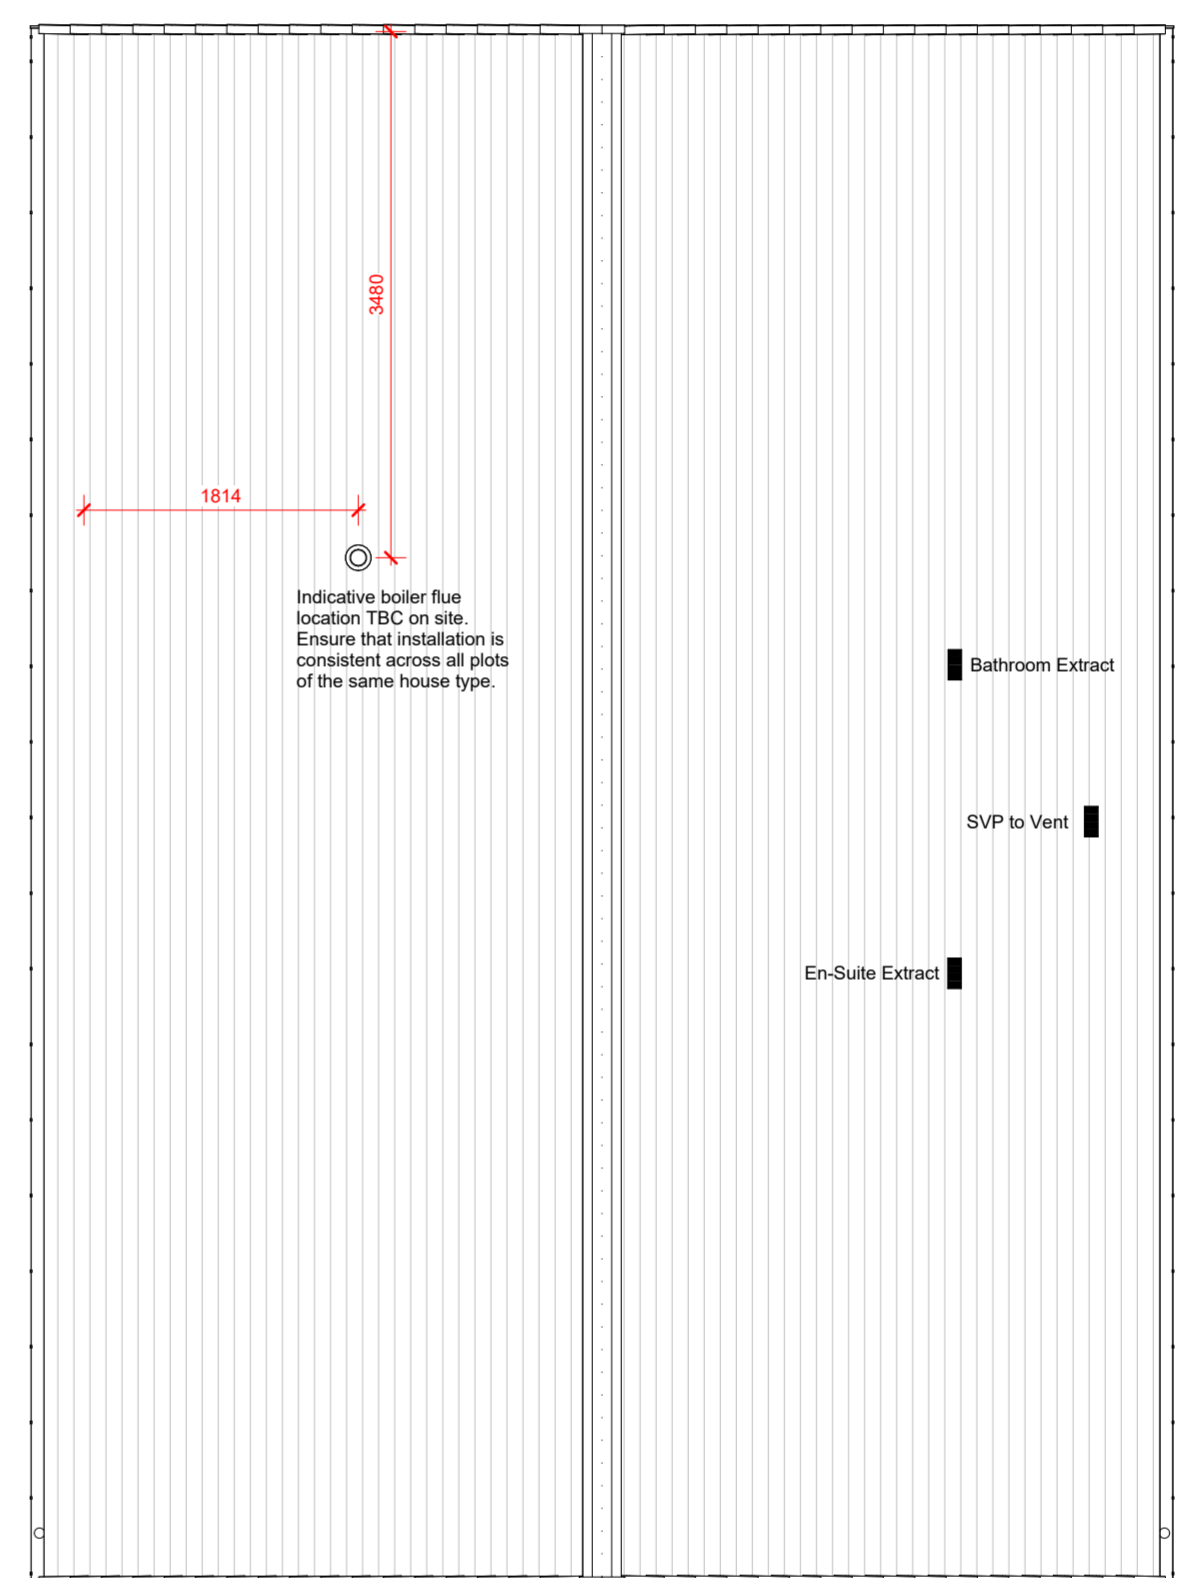 3480
1814
Indicative boiler flue
location TBC on site.
Ensure that installation is
consistent across all plots
of the same house type.
Bathroom Extract
SVP to Vent
En-Suite Extract